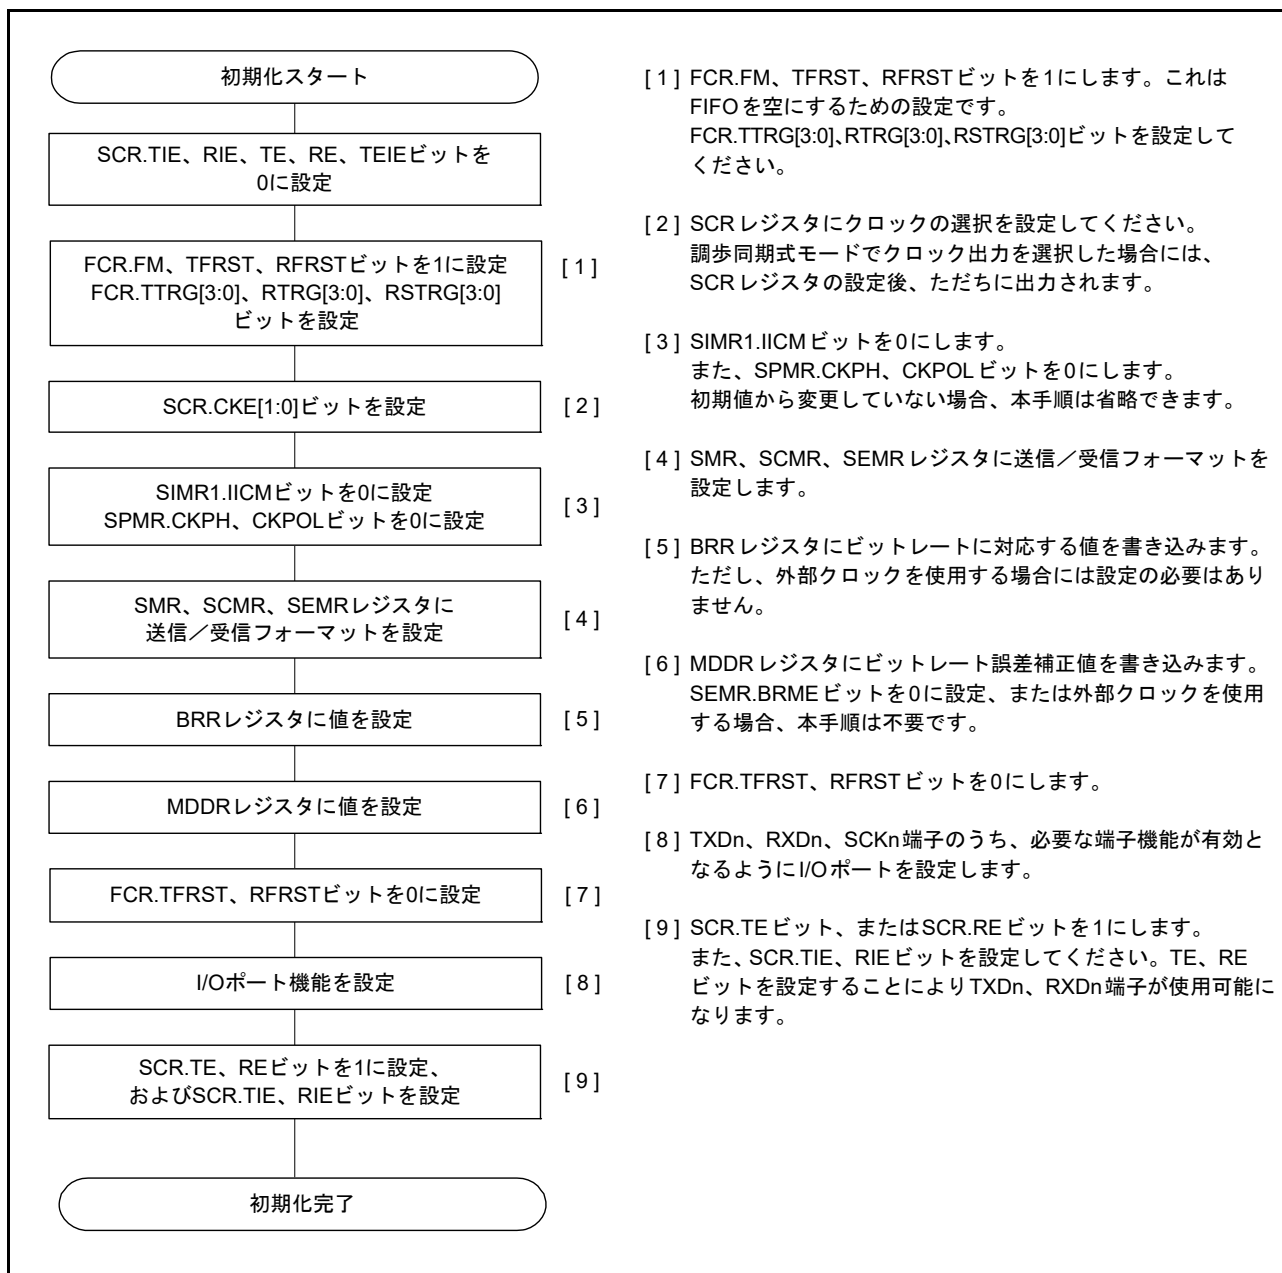 初期化スタート
SCR.TIE、RIE、TE、RE、TEIEビットを
0に設定
FCR.FM、TFRST、RFRSTビットを1に設定
FCR.TTRG[3:0]、RTRG[3:0]、RSTRG[3:0]
ビットを設定
[ 1 ]
SCR.CKE[1:0]ビットを設定
[ 2 ]
SIMR1.IICMビットを0に設定
SPMR.CKPH、CKPOLビットを0に設定
[ 3 ]
SMR、SCMR、SEMRレジスタに
送信／受信フォーマットを設定
[ 4 ]
BRRレジスタに値を設定
[ 5 ]
MDDRレジスタに値を設定
[ 6 ]
FCR.TFRST、RFRSTビットを0に設定
[ 7 ]
I/Oポート機能を設定
[ 8 ]
SCR.TE、REビットを1に設定、
およびSCR.TIE、RIEビットを設定
[ 9 ]
初期化完了
[ 1 ] FCR.FM、TFRST、RFRSTビットを1にします。これは
FIFOを空にするための設定です。
FCR.TTRG[3:0]、RTRG[3:0]、RSTRG[3:0]ビットを設定して
ください。
[ 2 ] SCRレジスタにクロックの選択を設定してください。
調歩同期式モードでクロック出力を選択した場合には、
SCRレジスタの設定後、ただちに出力されます。
[ 3 ] SIMR1.IICMビットを0にします。
また、SPMR.CKPH、CKPOLビットを0にします。
初期値から変更していない場合、本手順は省略できます。
[ 4 ] SMR、SCMR、SEMRレジスタに送信／受信フォーマットを
設定します。
[ 5 ] BRRレジスタにビットレートに対応する値を書き込みます。
ただし、外部クロックを使用する場合には設定の必要はあり
ません。
[ 6 ] MDDRレジスタにビットレート誤差補正値を書き込みます。
SEMR.BRMEビットを0に設定、または外部クロックを使用
する場合、本手順は不要です。
[ 7 ] FCR.TFRST、RFRSTビットを0にします。
[ 8 ] TXDn、RXDn、SCKn端子のうち、必要な端子機能が有効と
なるようにI/Oポートを設定します。
[ 9 ] SCR.TEビット、またはSCR.REビットを1にします。
また、SCR.TIE、RIEビットを設定してください。TE、RE
ビットを設定することによりTXDn、RXDn端子が使用可能に
なります。